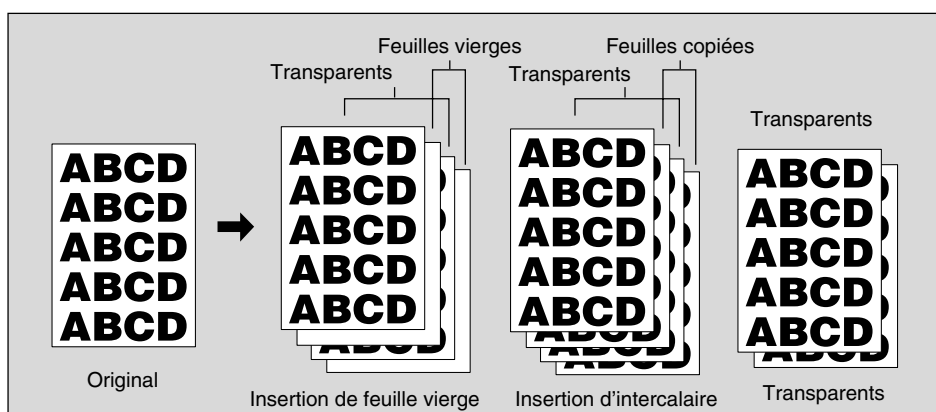 Feuilles vierges
Feuilles copiées
Transparents
Transparents
Transparents
ABCD
ABCD
ABCD
ABCD
ABCD
Original
ABCD
ABCD
ABCD
ABCD
ABCD
Insertion de feuille vierge
ABCD
ABCD
ABCD
ABCD
ABCD
Insertion d'intercalaire
ABCD
ABCD
ABCD
ABCD
ABCD
Transparents